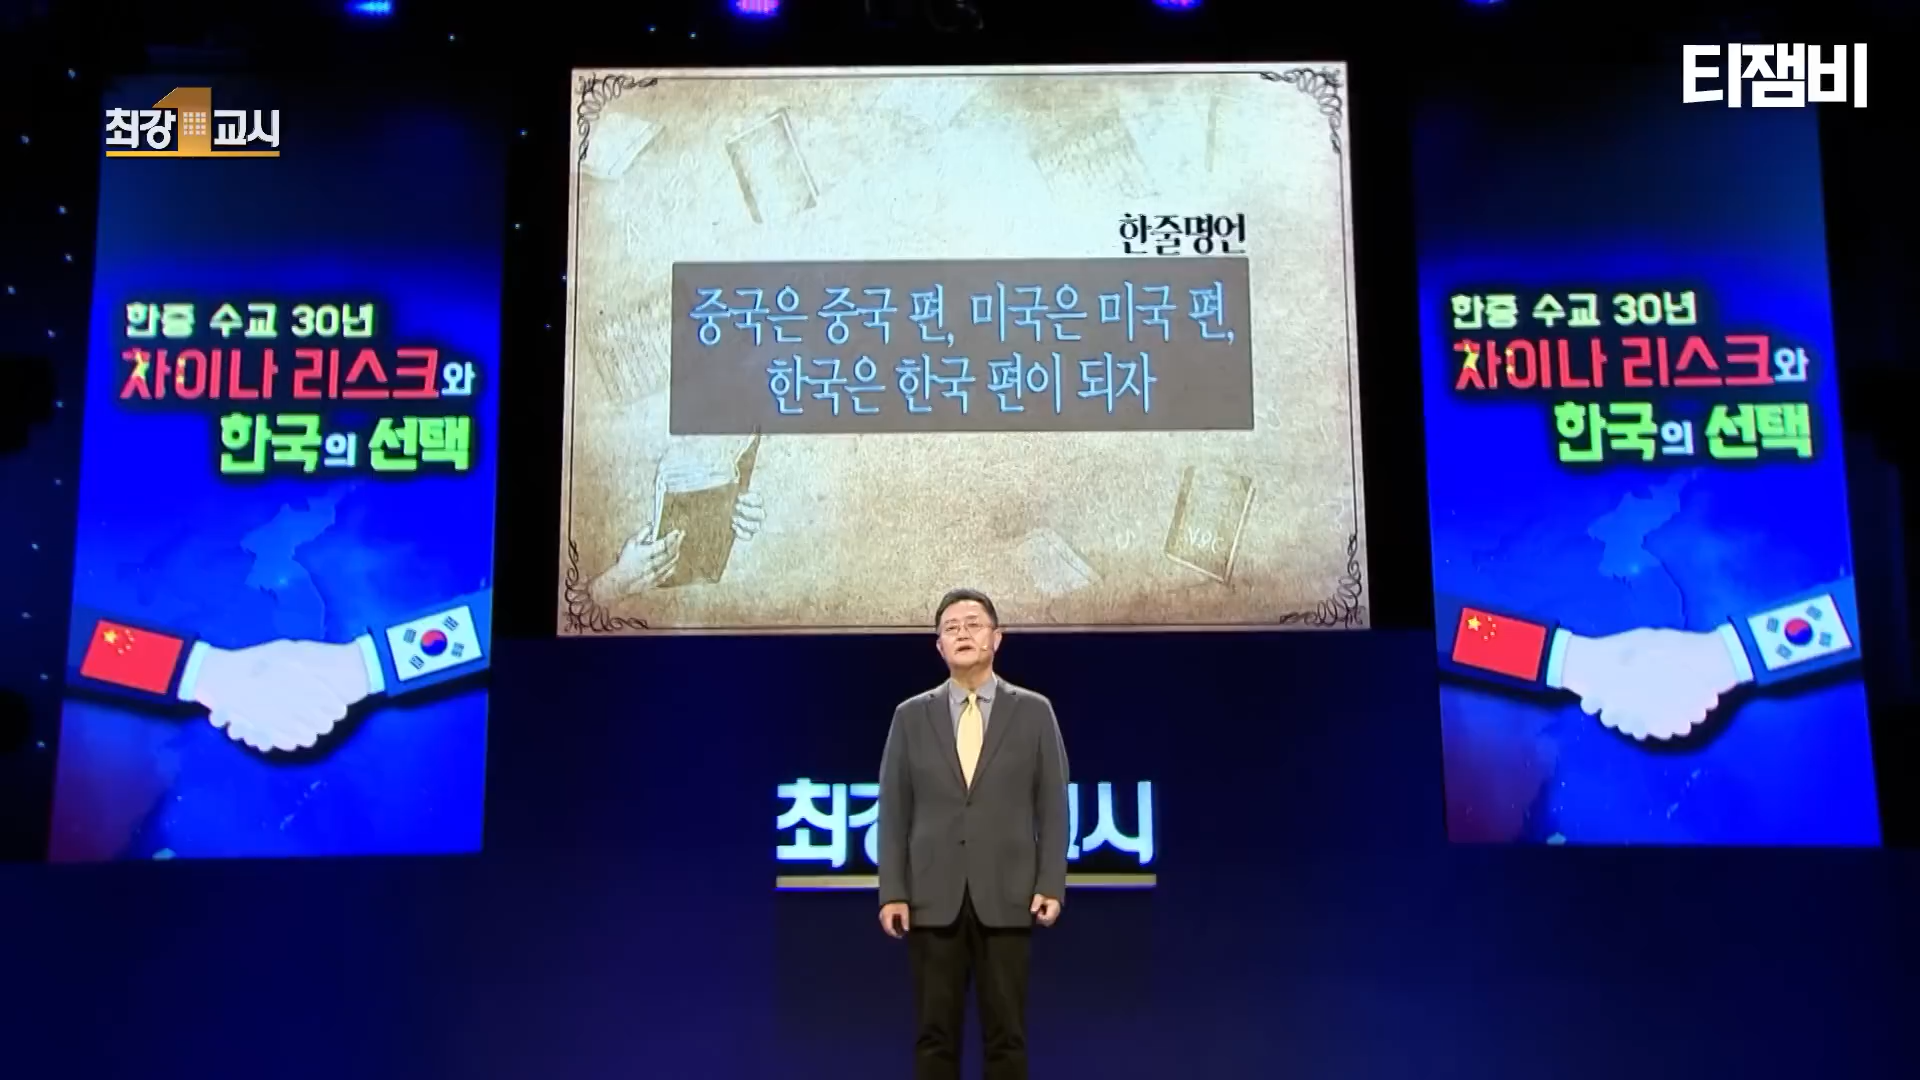 티잼비
최강1교시
한줄명언
중국은 중국 편, 미국은 미국 편,
한국은 한국 편이 되자
한중 수교 30년
차이나 리스크와
한국의 선택
한중 수교 30년
차이나 리스크와
한국의 선택
최강 교시